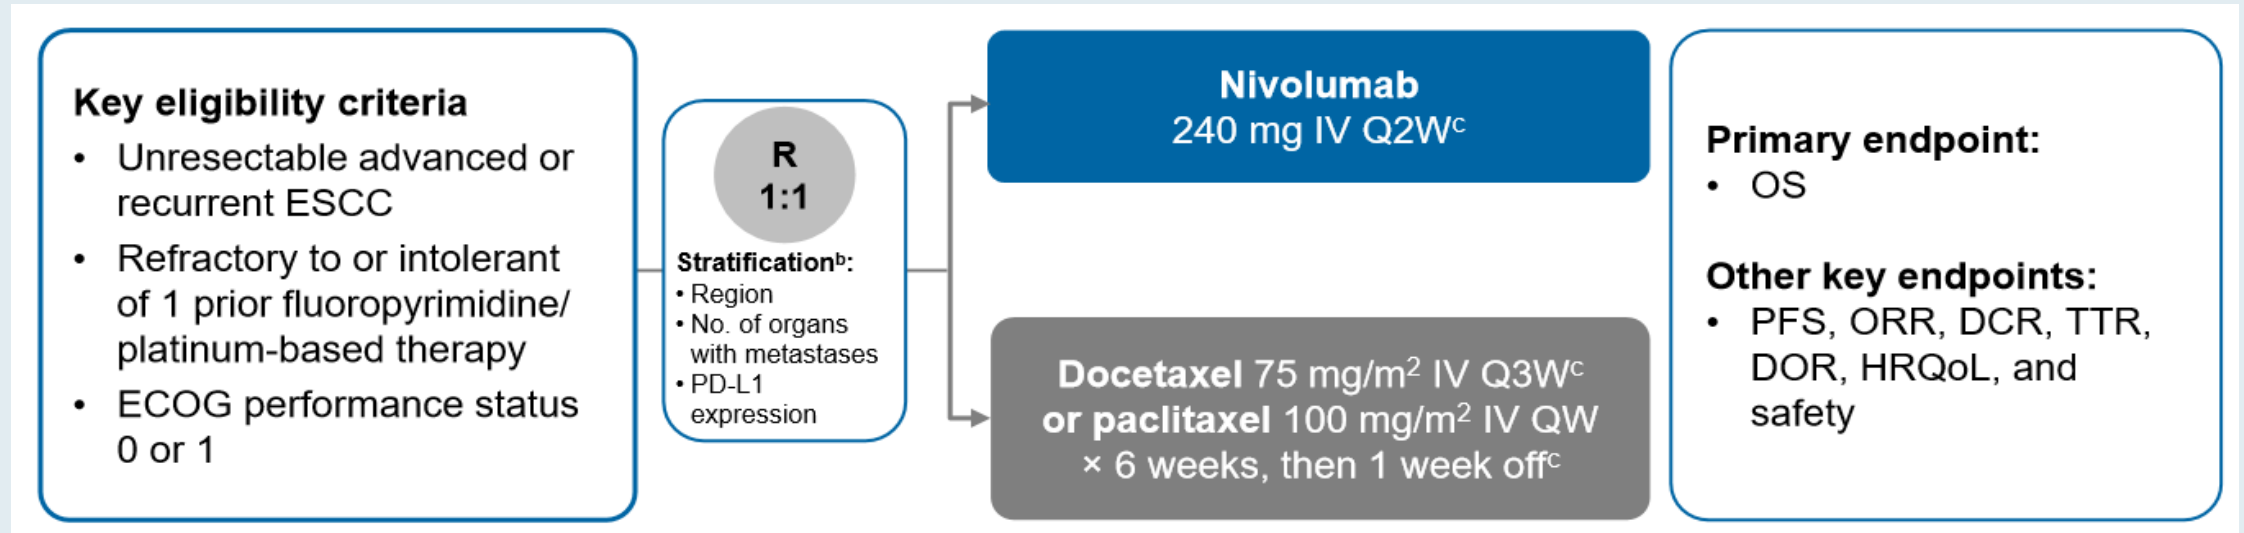 Key eligibility criteria
• Unresectable advanced or
recurrent ESCC
• Refractory to or intolerant
of 1 prior fluoropyrimidine/
platinum-based therapy
• ECOG performance status
0 or 1
R
1:1
Stratificationᵇ:
• Region
• No. of organs
with metastases
• PD-L1
expression
Nivolumab
240 mg IV Q2Wᶜ
Docetaxel 75 mg/m² IV Q3Wᶜ
or paclitaxel 100 mg/m² IV QW
× 6 weeks, then 1 week offᶜ
Primary endpoint:
• OS
Other key endpoints:
• PFS, ORR, DCR, TTR,
DOR, HRQoL, and
safety